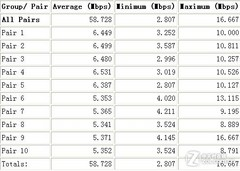 Group/ Pair Average (Mbps) Minimum (Mbps) Maximum (Mbps)
All Pairs 58.728 2.807 16.667
Pair 1 6.449 3.252 10.000
Pair 2 6.499 3.587 10.811
Pair 3 6.480 2.996 10.127
Pair 4 6.531 3.019 10.526
Pair 5 6.365 2.807 10.256
Pair 6 5.353 4.020 13.115
Pair 7 5.365 4.211 9.195
Pair 8 5.341 3.524 8.889
Pair 9 5.371 4.145 16.667
Pair 10 5.352 3.524 8.791
Totals: 58.728 2.807 16.667